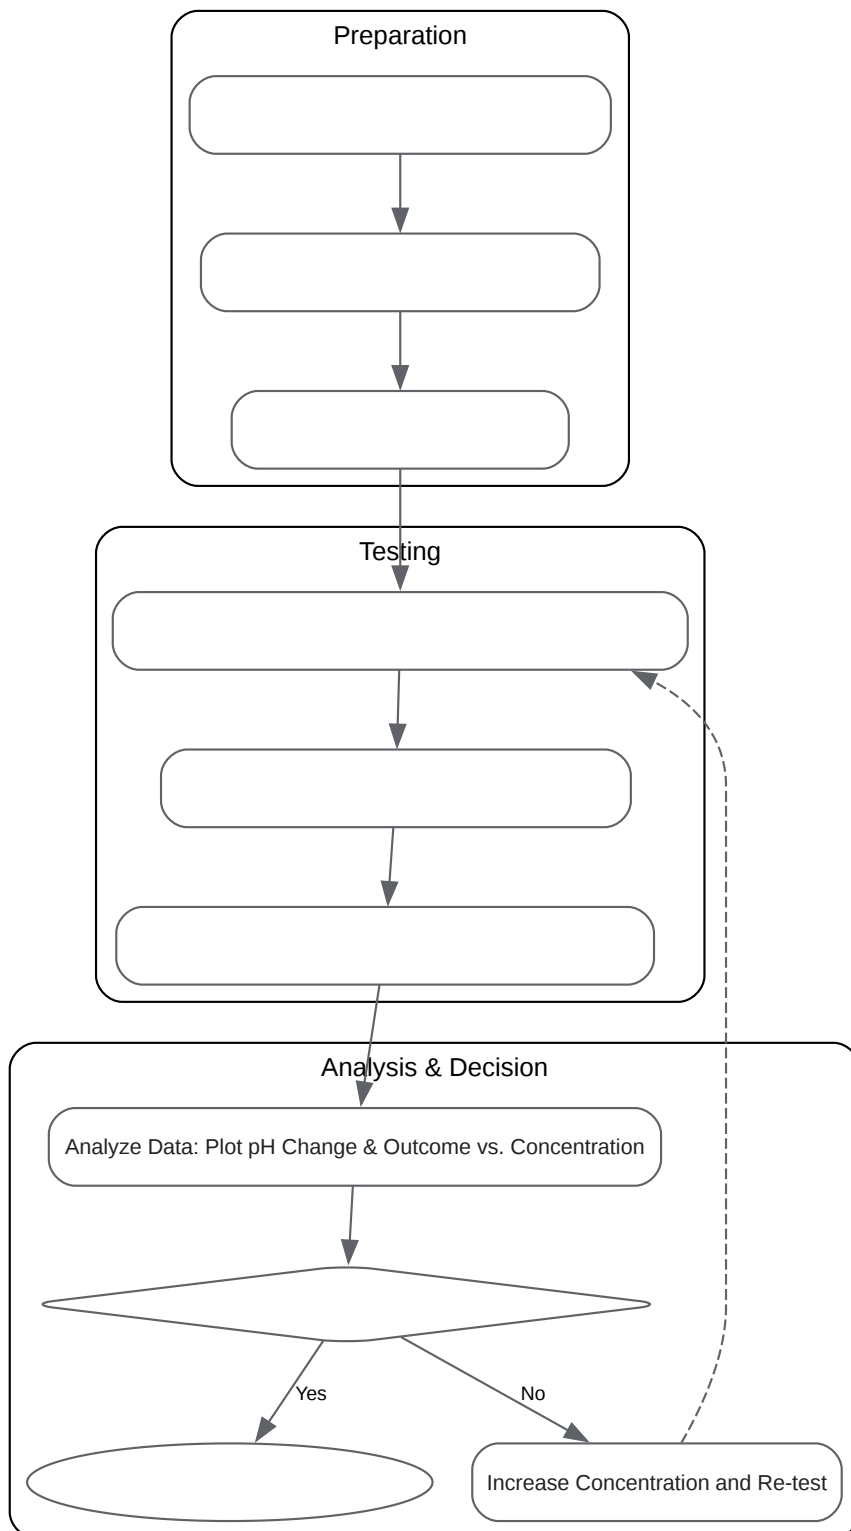 Preparation
Testing
Analysis & Decision
Analyze Data: Plot pH Change & Outcome vs. Concentration
Yes
No
Increase Concentration and Re-test